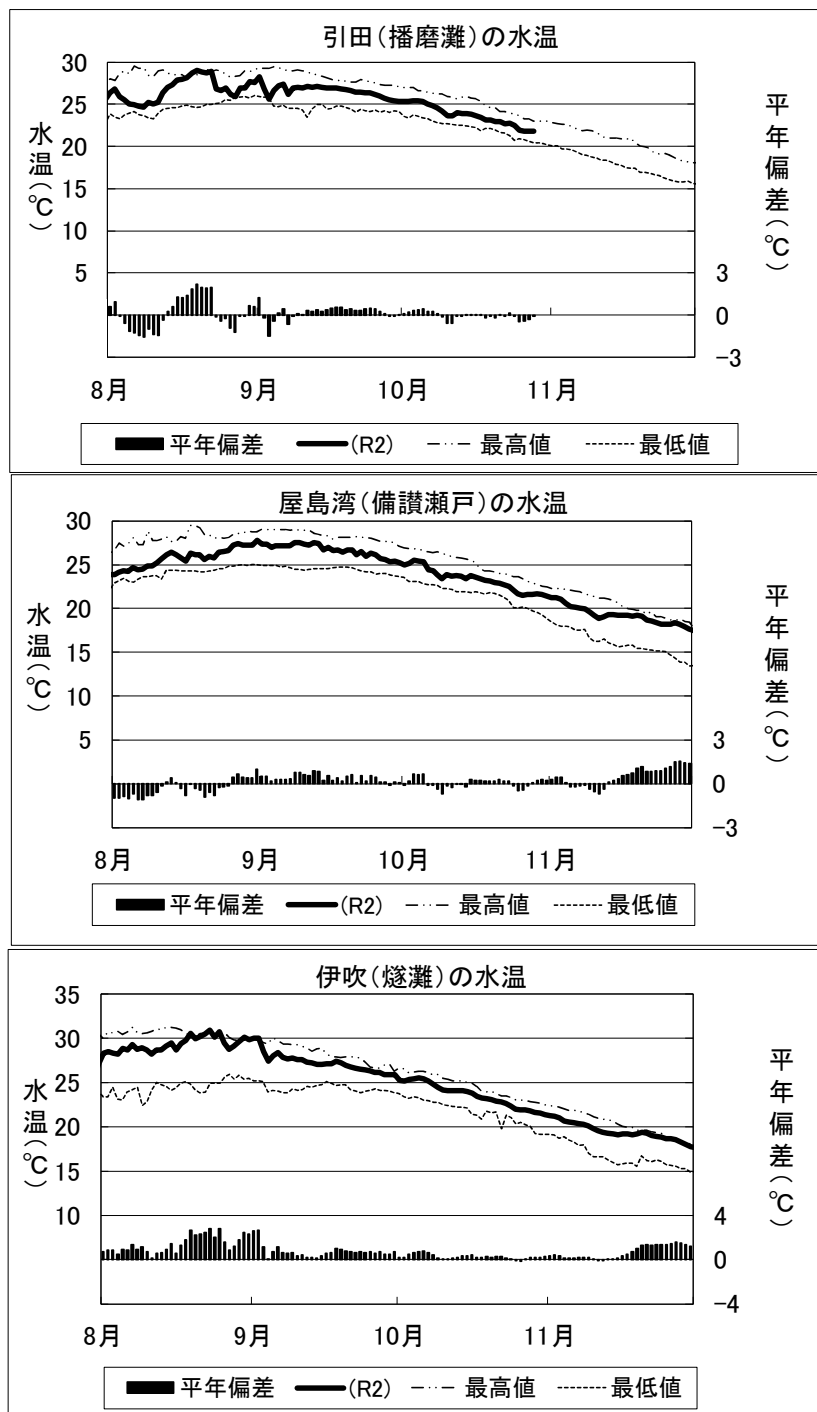 引田（播磨灘）の水温
水温（℃）
30
25
20
15
10
5
平年偏差（℃）
3
0
−3
8月 9月 10月 11月
平年偏差 (R2) 最高値 最低値
屋島湾（備讃瀬戸）の水温
水温（℃）
30
25
20
15
10
5
平年偏差（℃）
3
0
−3
8月 9月 10月 11月
平年偏差 (R2) 最高値 最低値
伊吹（燧灘）の水温
水温（℃）
35
30
25
20
15
10
平年偏差（℃）
4
0
−4
8月 9月 10月 11月
平年偏差 (R2) 最高値 最低値